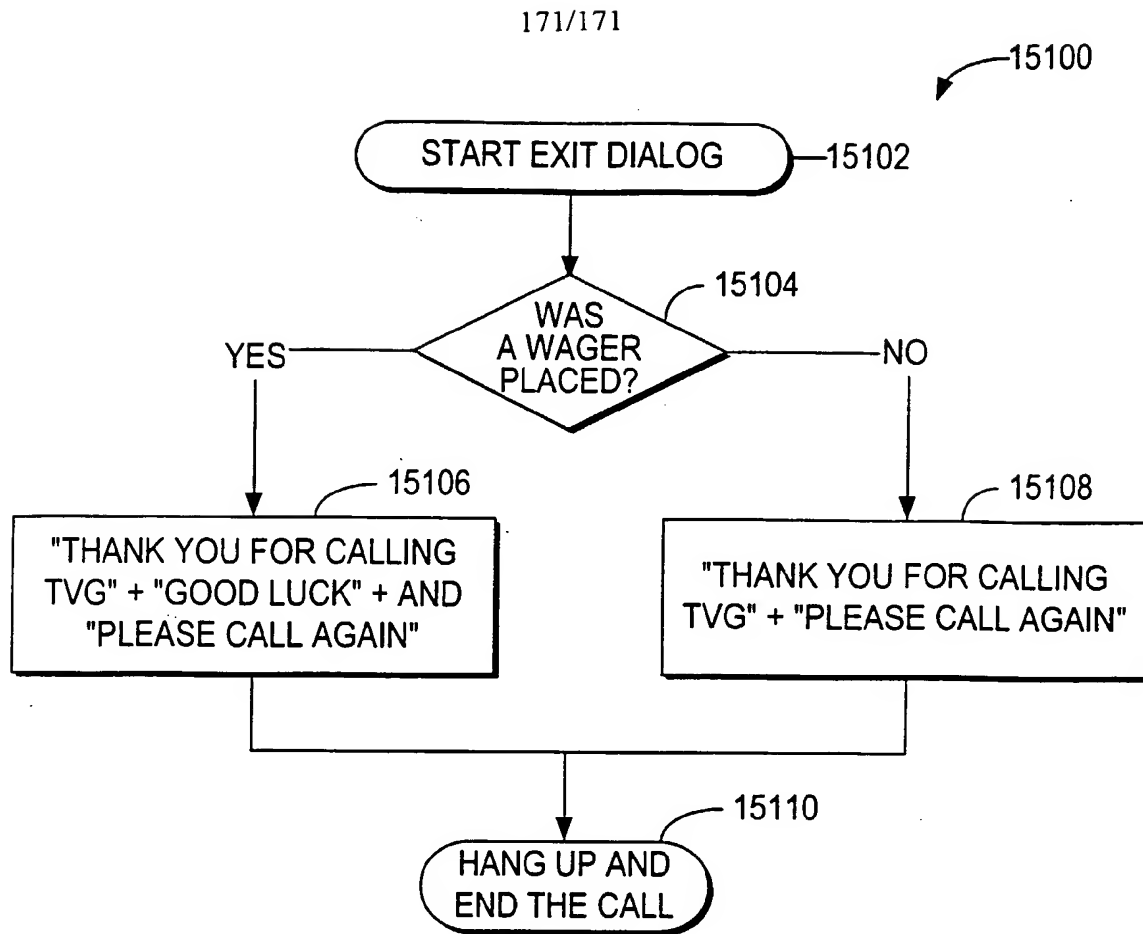 171/171
15100
START EXIT DIALOG
15102
15104
WAS
A WAGER
PLACED?
YES
NO
15106
"THANK YOU FOR CALLING
TVG" + "GOOD LUCK" + AND
"PLEASE CALL AGAIN"
15108
"THANK YOU FOR CALLING
TVG" + "PLEASE CALL AGAIN"
15110
HANG UP AND
END THE CALL